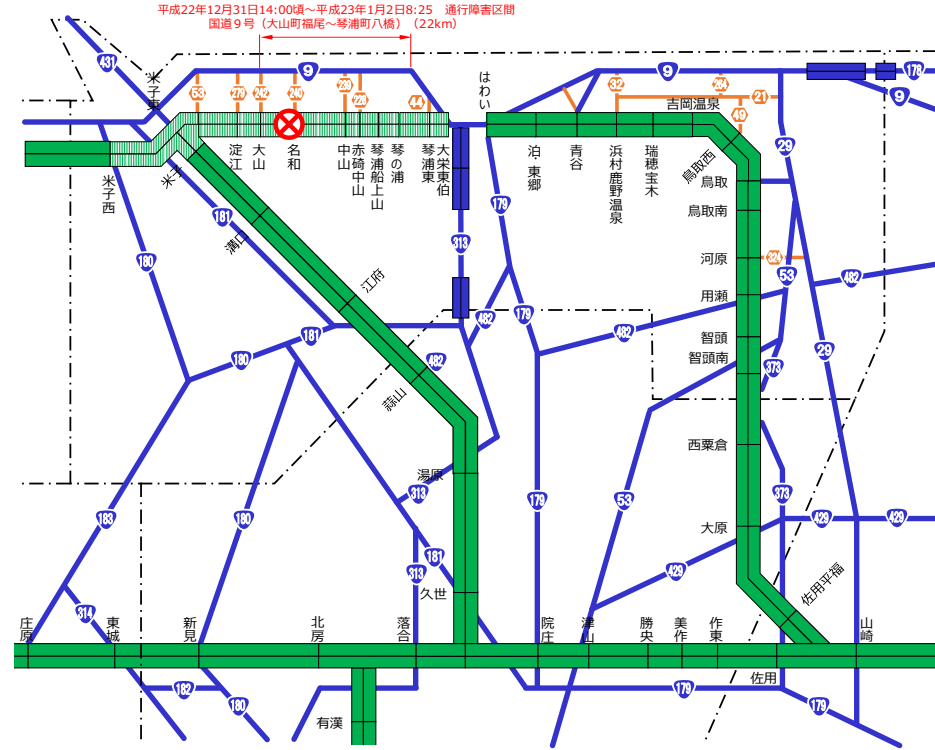 平成22年12月31日14:00頃～平成23年1月2日8:25　通行障害区間
国道９号（大山町福尾～琴浦町八橋）（22km）
431
米子東
9
はわい
9
178
9
53
279
242
240
239
228
44
32
264
吉岡温泉
21
49
29
米子西
米子
淀江
大山
名和
中山
赤碕中山
琴浦船上山
琴の浦
琴浦東
大栄東伯
泊・東郷
青谷
浜村鹿野温泉
瑞穂宝木
鳥取西
鳥取
鳥取南
181
溝口
180
313
179
河原
324
53
482
江府
用瀬
482
179
482
181
180
482
智頭
智頭南
29
373
蒜山
西粟倉
湯原
313
183
180
179
53
373
429
429
大原
181
313
429
久世
佐用平福
314
庄原
東城
新見
北房
落合
院庄
津山
勝央
美作
作東
山崎
佐用
182
180
179
179
有漢